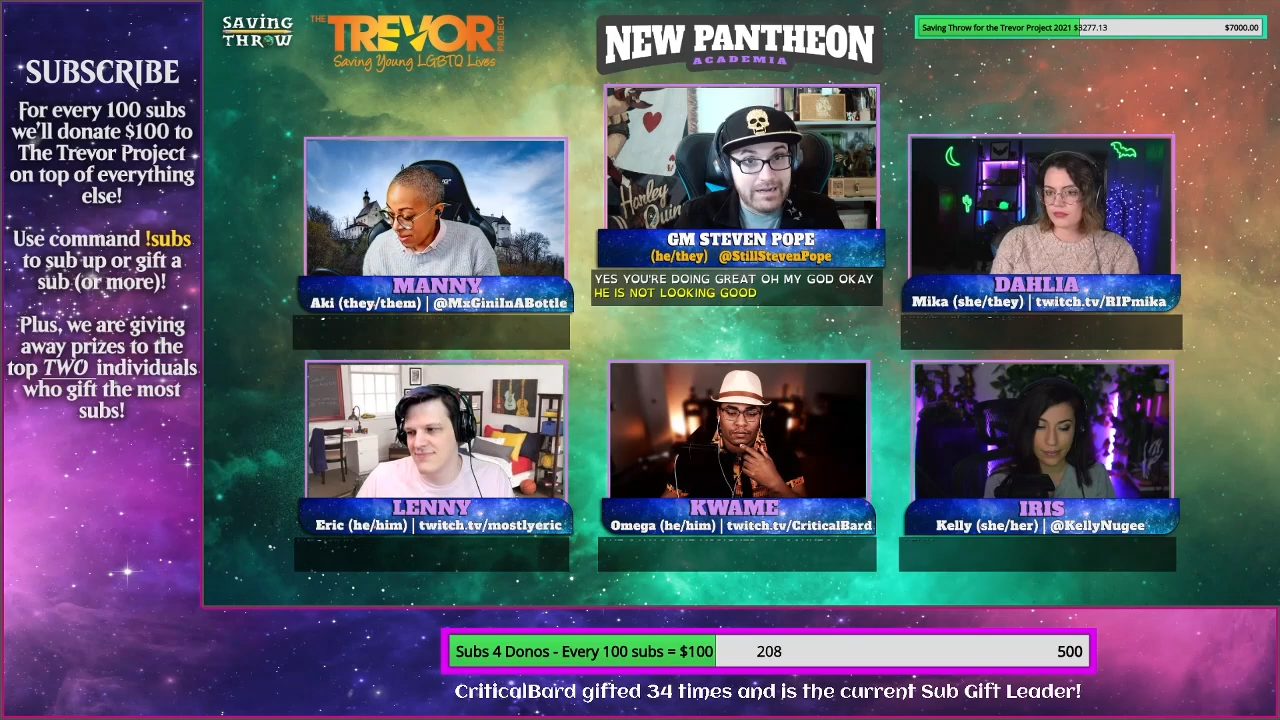 SUBSCRIBE
For every 100 subs
we'll donate $100 to
The Trevor Project
on top of everything
else!
Use command !subs
to sub up or gift a
sub (or more)!
Plus, we are giving
away prizes to the
top TWO individuals
who gift the most
subs!
SAVING
THROW
THE TREVOR PROJECT
Saving Young LGBTQ Lives
NEW PANTHEON
ACADEMIA
Saving Throw for the Trevor Project 2021 $3277.13
$7000.00
Harley
Quin
GM STEVEN POPE
(he/they) @StillStevenPope
YES YOU'RE DOING GREAT OH MY GOD OKAY
HE IS NOT LOOKING GOOD
MANNY
Aki (they/them) | @MxGiniInABottle
DAHLIA
Mika (she/they) | twitch.tv/RIPmika
LENNY
Eric (he/him) | twitch.tv/mostlyeric
KWAME
Omega (he/him) | twitch.tv/CriticalBard
IRIS
Kelly (she/her) | @KellyNugee
Subs 4 Donos - Every 100 subs = $100 208 500
CriticalBard gifted 34 times and is the current Sub Gift Leader!